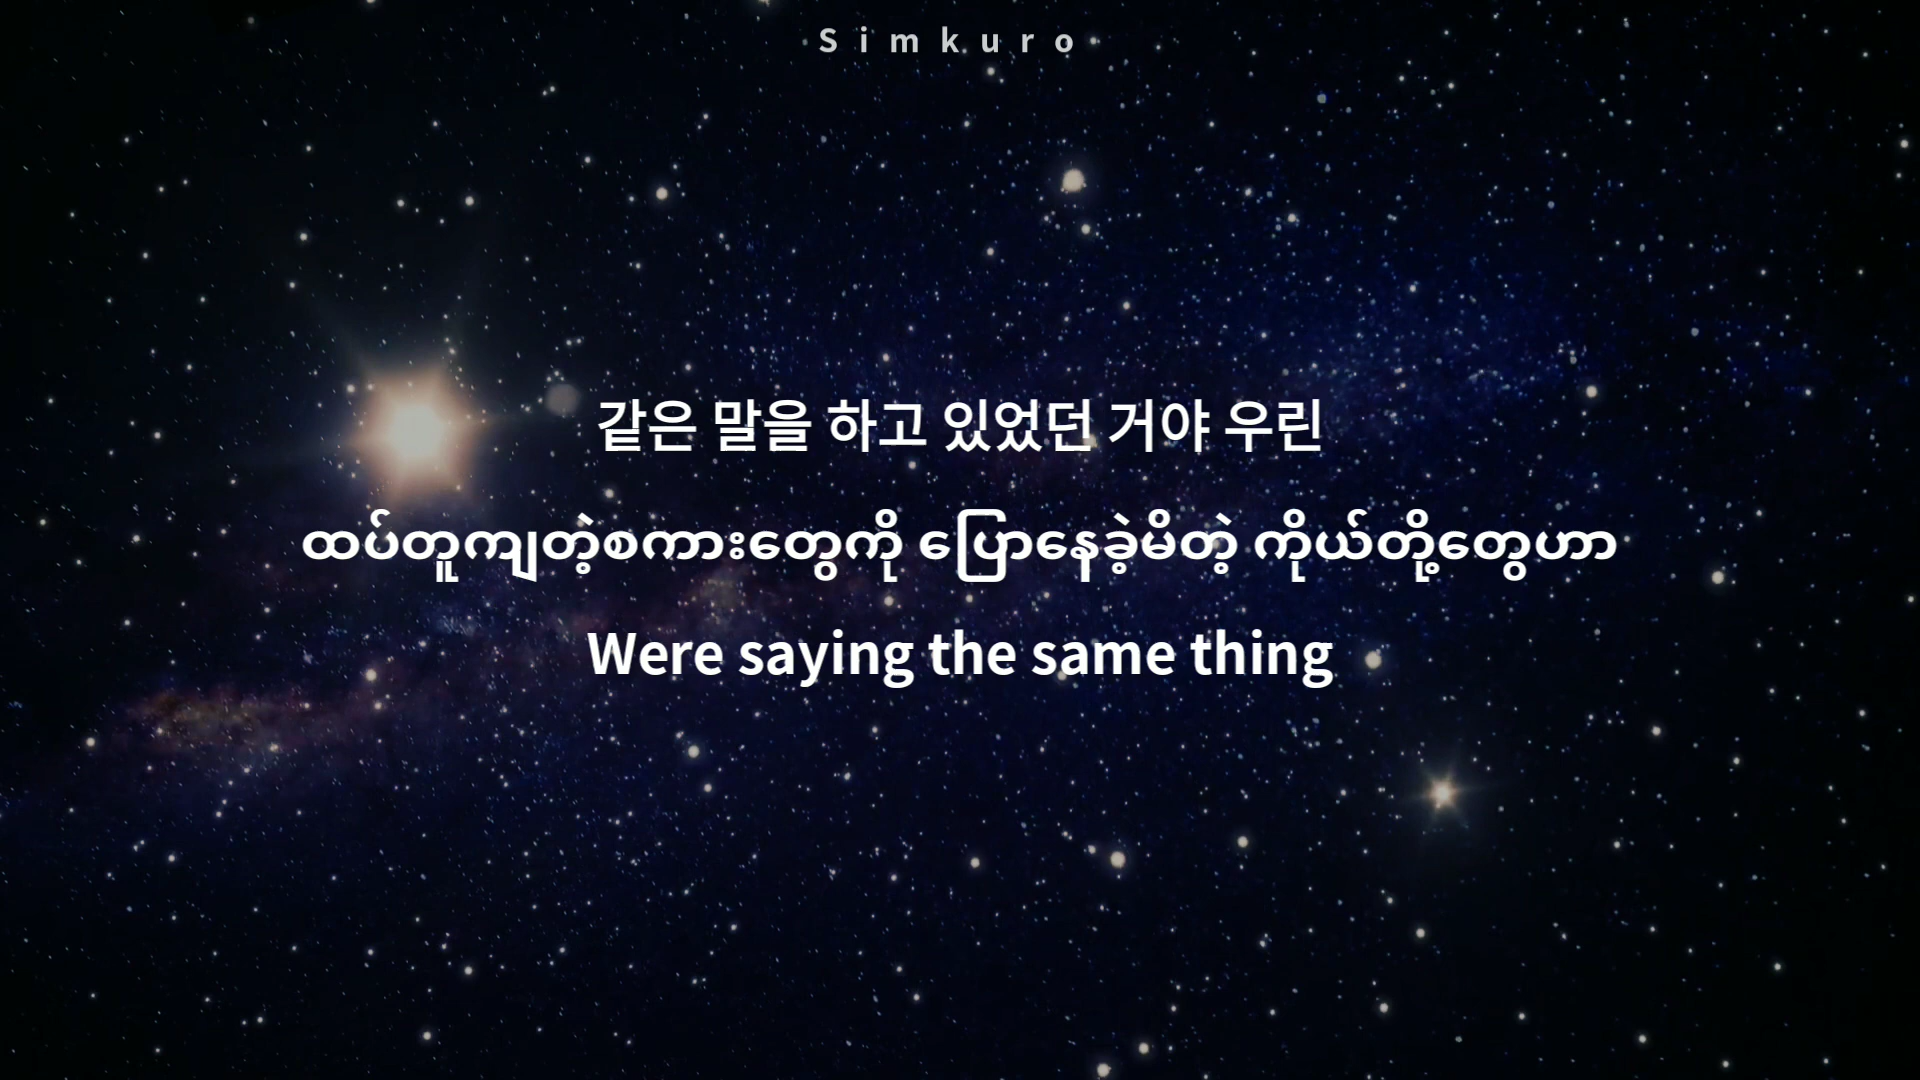 Simkuro
같은 말을 하고 있었던 거야 우린
ထပ်တူကျတဲ့စကားတွေကို ပြောနေခဲ့မိတဲ့ ကိုယ်တို့တွေဟာ
Were saying the same thing